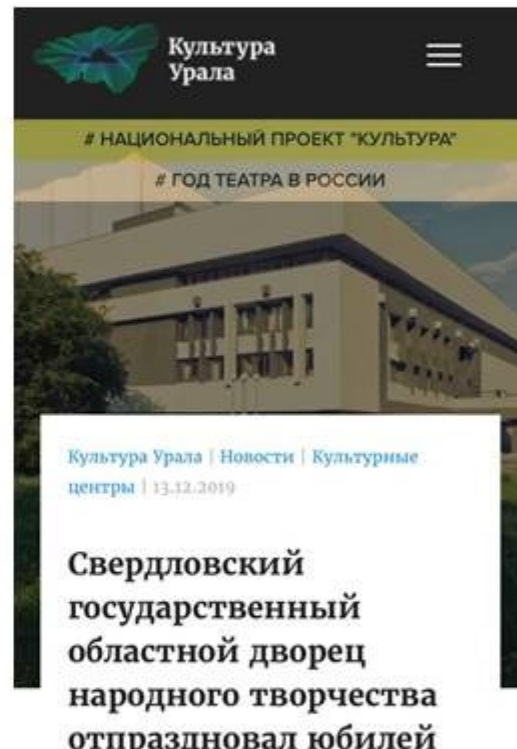 Культура
Урала
# НАЦИОНАЛЬНЫЙ ПРОЕКТ "КУЛЬТУРА"
# ГОД ТЕАТРА В РОССИИ
Культура Урала | Новости | Культурные
центры | 13.12.2019
Свердловский
государственный
областной дворец
народного творчества
отпраздновал юбилей